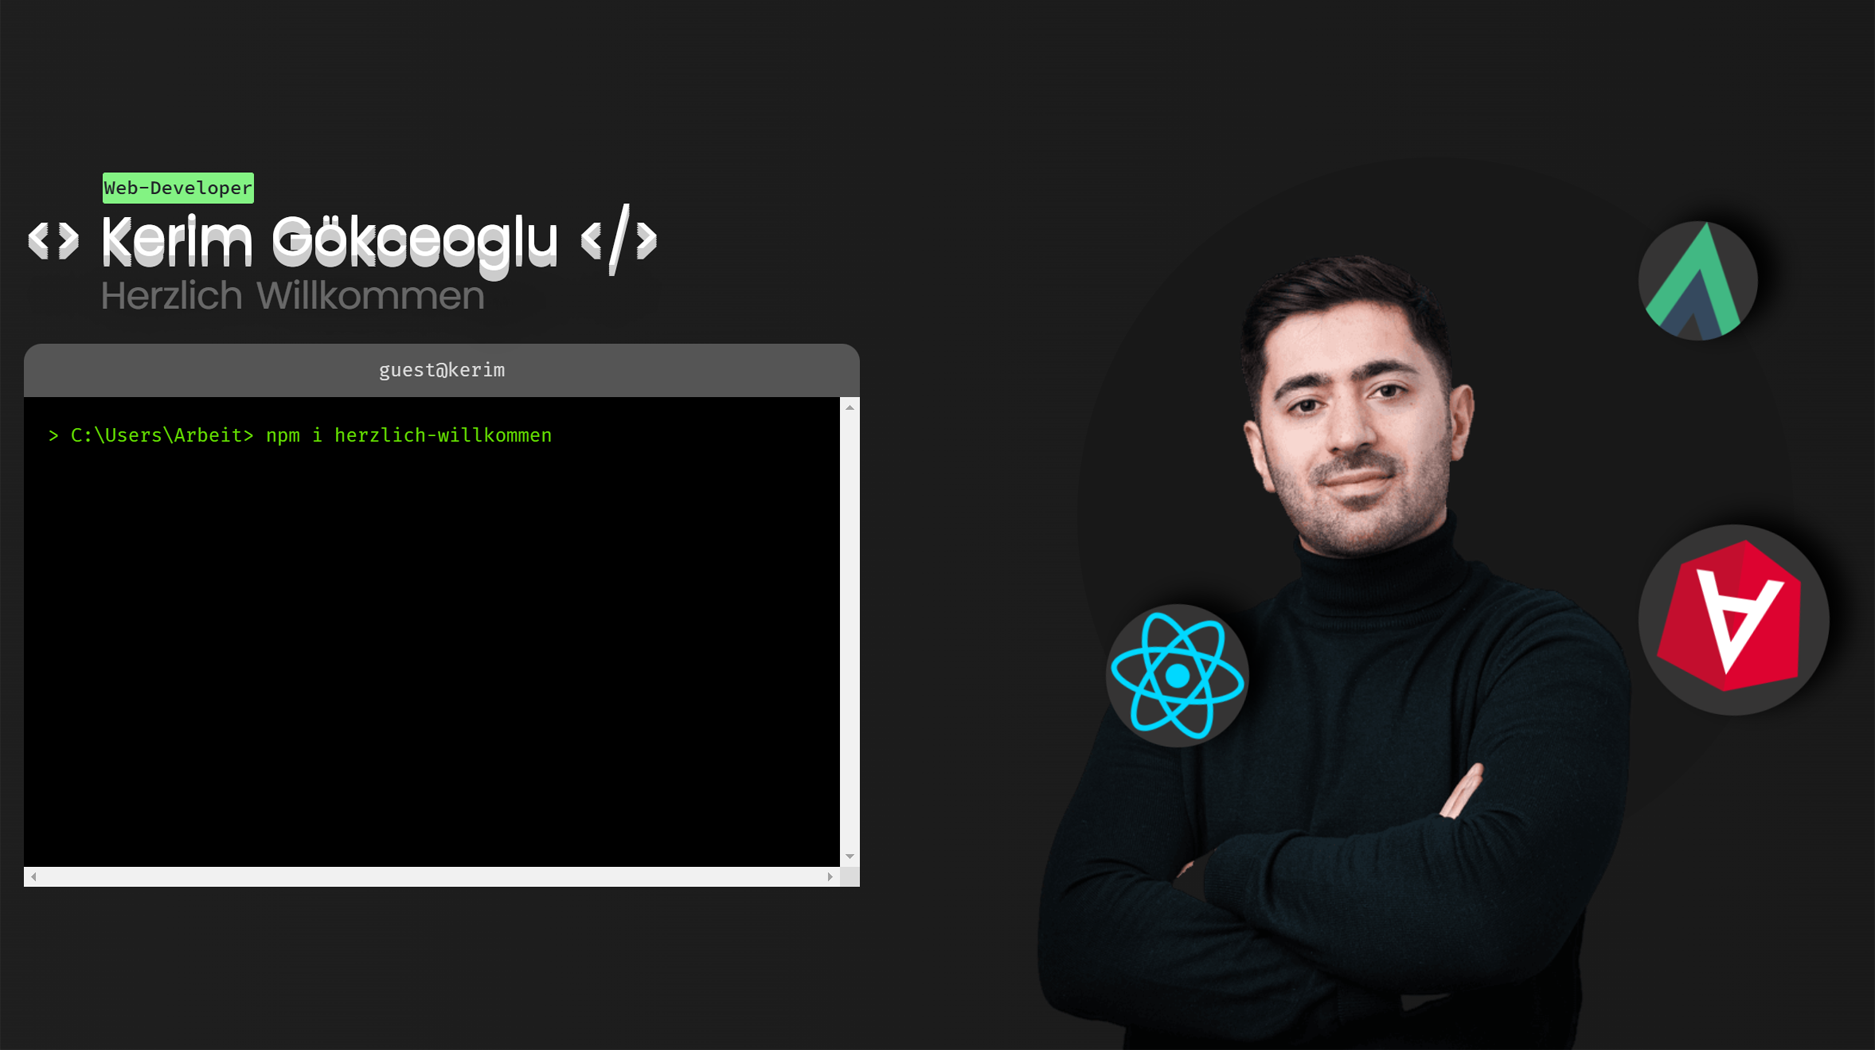 Web-Developer
<> Kerim Gökceoglu </>
Herzlich Willkommen
guest@kerim
> C:\Users\Arbeit> npm i herzlich-willkommen